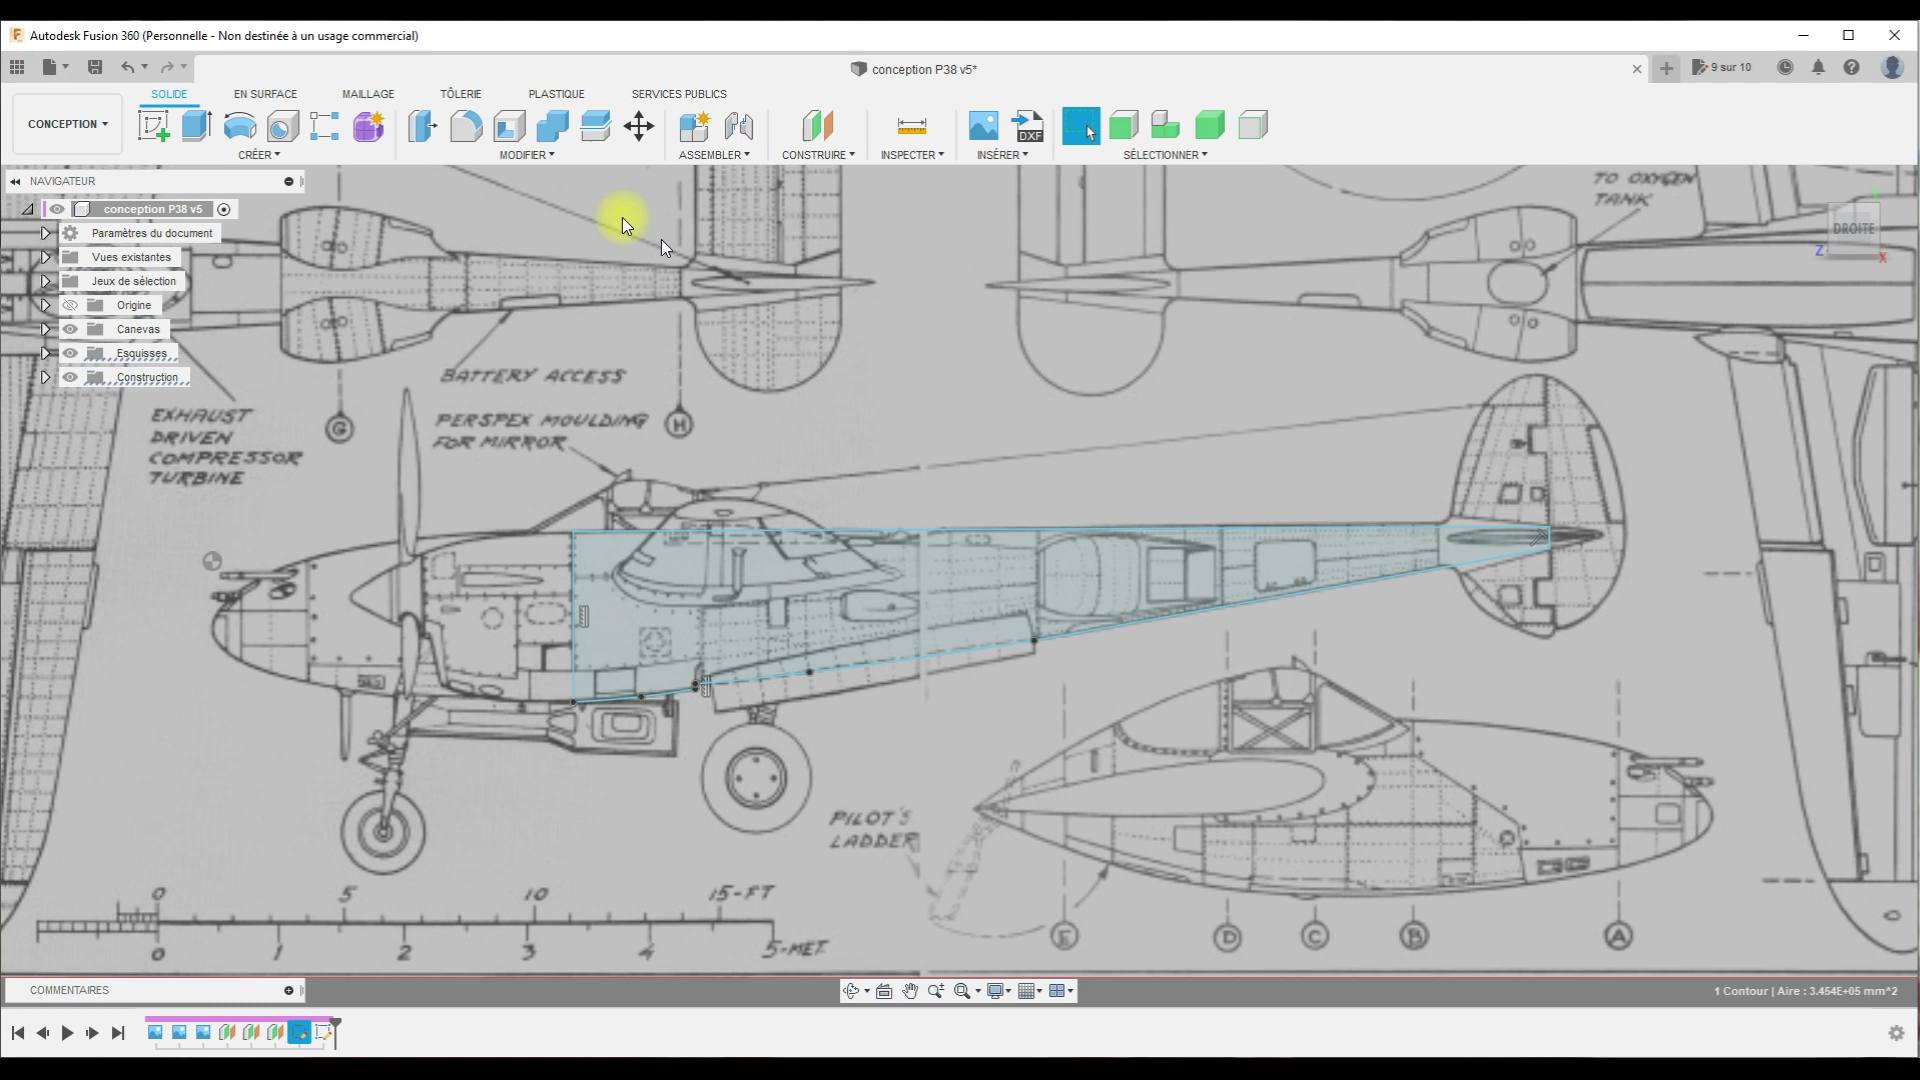 Autodesk Fusion 360 (Personnelle - Non destinée à un usage commercial)
conception P38 v5*
9 sur 10
CONCEPTION
SOLIDE
EN SURFACE
MAILLAGE
TÔLERIE
PLASTIQUE
SERVICES PUBLICS
CRÉER
MODIFIER
ASSEMBLER
CONSTRUIRE
INSPECTER
INSÉRER
DXF
SÉLECTIONNER
NAVIGATEUR
conception P38 v5
Paramètres du document
Vues existantes
Jeux de sélection
Origine
Canevas
Esquisses
Construction
TO OXYGEN
TANK
DROITE
Y
Z
X
BATTERY ACCESS
PERSPEX MOULDING
FOR MIRROR
G
H
EXHAUST
DRIVEN
COMPRESSOR
TURBINE
PILOT'S
LADDER
E
D
C
B
A
0 5 10 15-FT
0 1 2 3 4 5-MET.
COMMENTAIRES
1 Contour | Aire : 3.454E+05 mm^2